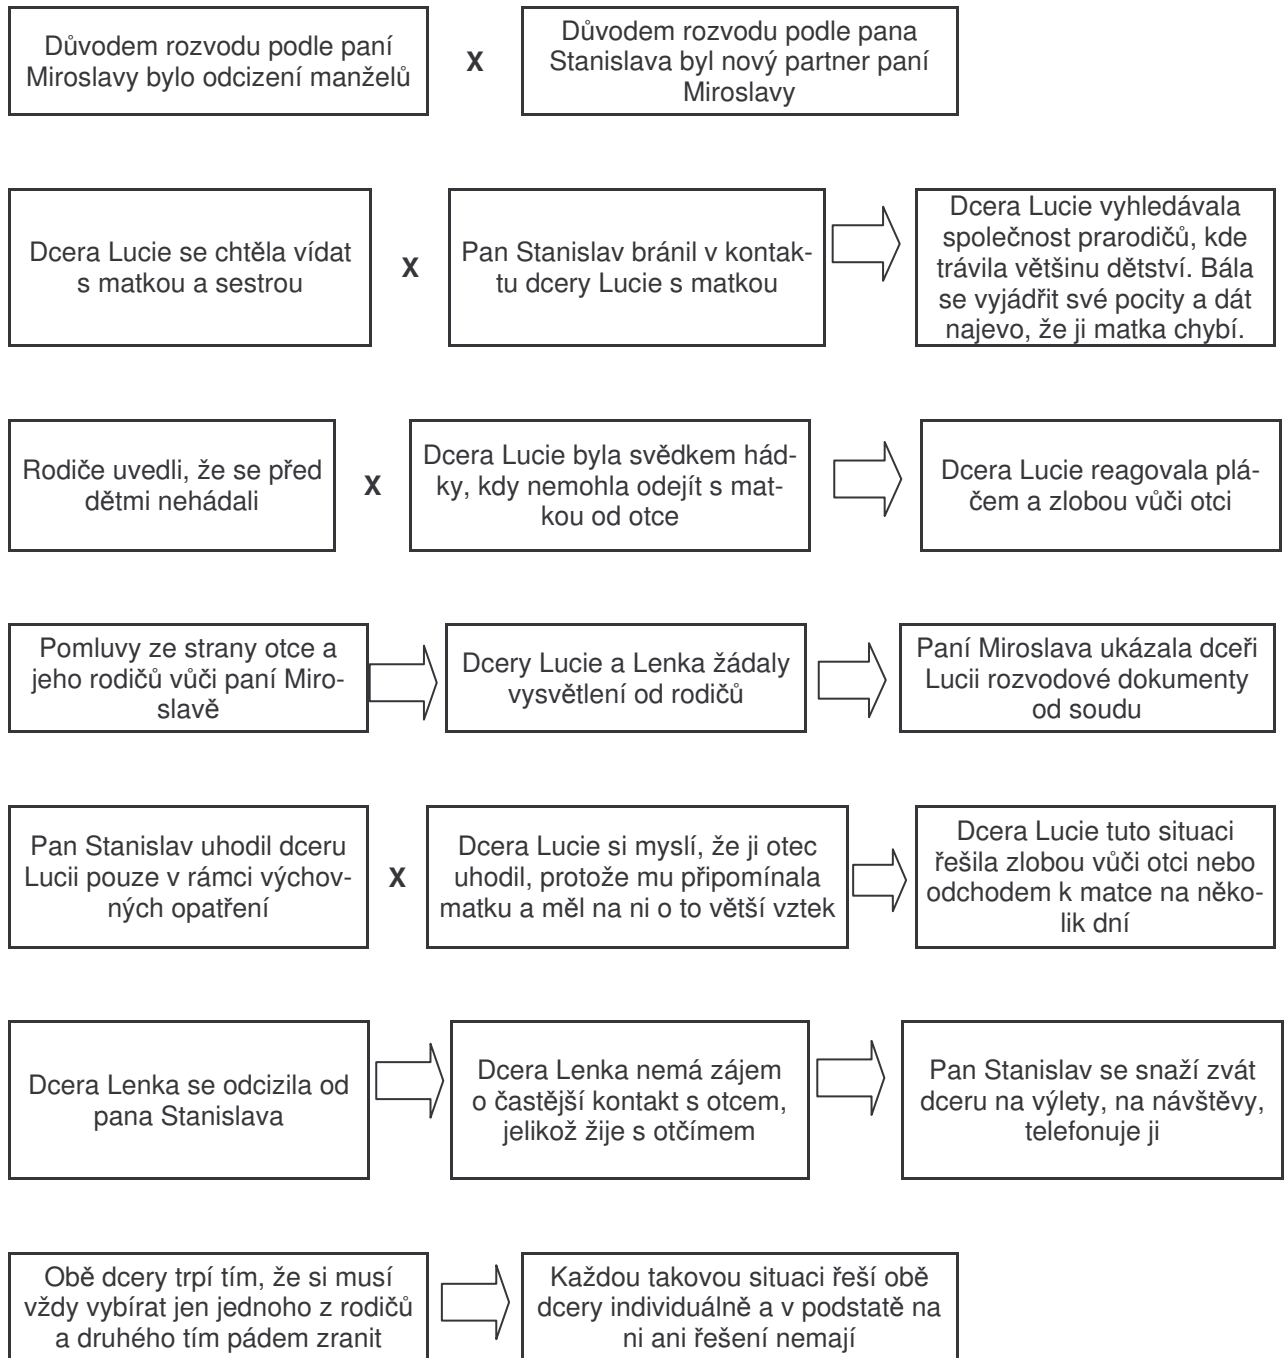 Důvodem rozvodu podle paní
Miroslavy bylo odcizení manželů
X
Důvodem rozvodu podle pana
Stanislava byl nový partner paní
Miroslavy
Dcera Lucie se chtěla vídat
s matkou a sestrou
X
Pan Stanislav bránil v kontak-
tu dcery Lucie s matkou
Dcera Lucie vyhledávala
společnost prarodičů, kde
trávila většinu dětství. Bála
se vyjádřit své pocity a dát
najevo, že ji matka chybí.
Rodiče uvedli, že se před
dětmi nehádali
X
Dcera Lucie byla svědkem hád-
ky, kdy nemohla odejít s mat-
kou od otce
Dcera Lucie reagovala plá-
čem a zlobou vůči otci
Pomluvy ze strany otce a
jeho rodičů vůči paní Miro-
slavě
Dcery Lucie a Lenka žádaly
vysvětlení od rodičů
Paní Miroslava ukázala dceři
Lucii rozvodové dokumenty
od soudu
Pan Stanislav uhodil dceru
Lucii pouze v rámci výchov-
ných opatření
X
Dcera Lucie si myslí, že ji otec
uhodil, protože mu připomínala
matku a měl na ni o to větší vztek
Dcera Lucie tuto situaci
řešila zlobou vůči otci nebo
odchodem k matce na něko-
lik dní
Dcera Lenka se odcizila od
pana Stanislava
Dcera Lenka nemá zájem
o častější kontakt s otcem,
jelikož žije s otčímem
Pan Stanislav se snaží zvát
dceru na výlety, na návštěvy,
telefonuje ji
Obě dcery trpí tím, že si musí
vždy vybírat jen jednoho z rodičů
a druhého tím pádem zranit
Každou takovou situaci řeší obě
dcery individuálně a v podstatě na
ni ani řešení nemají